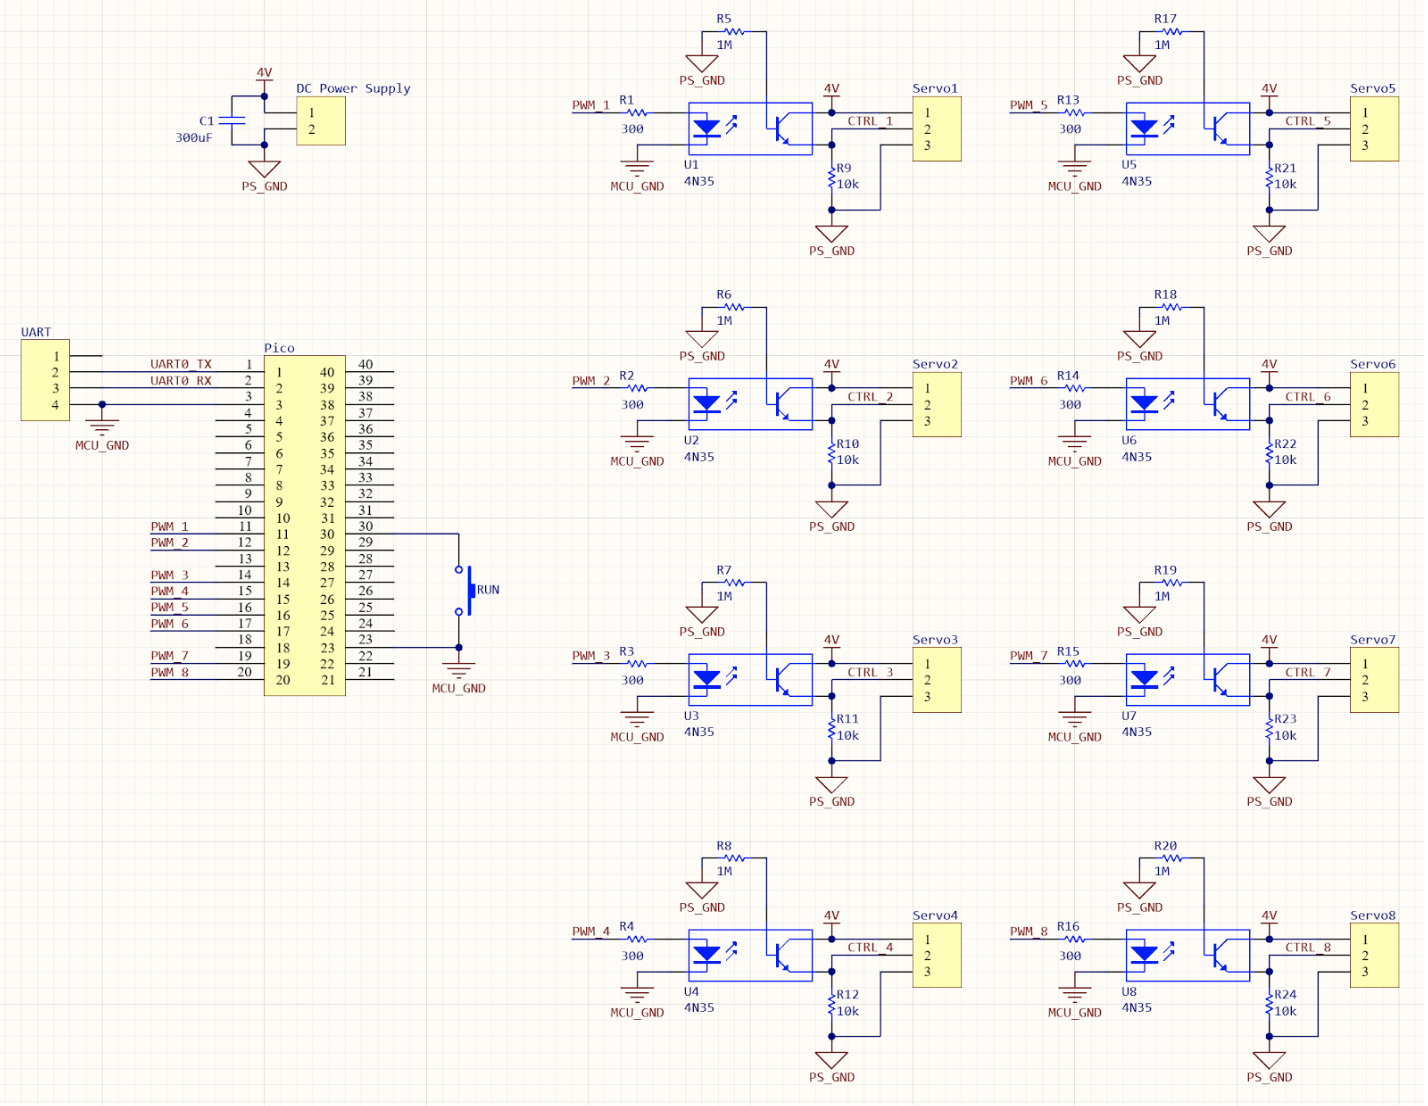 4V
DC Power Supply
1
2
C1
300uF
PS_GND
UART
1
2
3
4
MCU_GND
UART0_TX
UART0_RX
Pico
1 1 40 40
2 2 39 39
3 3 38 38
4 4 37 37
5 5 36 36
6 6 35 35
7 7 34 34
8 8 33 33
9 9 32 32
10 10 31 31
PWM_1 11 11 30 30
PWM_2 12 12 29 29
13 13 28 28
PWM_3 14 14 27 27
PWM_4 15 15 26 26
PWM_5 16 16 25 25
PWM_6 17 17 24 24
18 18 23 23
PWM_7 19 19 22 22
PWM_8 20 20 21 21
RUN
MCU_GND
R5
1M
PS_GND
PWM_1 R1
300
MCU_GND
U1
4N35
4V
CTRL_1
R9
10k
PS_GND
Servo1
1
2
3
R17
1M
PS_GND
PWM_5 R13
300
MCU_GND
U5
4N35
4V
CTRL_5
R21
10k
PS_GND
Servo5
1
2
3
R6
1M
PS_GND
PWM_2 R2
300
MCU_GND
U2
4N35
4V
CTRL_2
R10
10k
PS_GND
Servo2
1
2
3
R18
1M
PS_GND
PWM_6 R14
300
MCU_GND
U6
4N35
4V
CTRL_6
R22
10k
PS_GND
Servo6
1
2
3
R7
1M
PS_GND
PWM_3 R3
300
MCU_GND
U3
4N35
4V
CTRL_3
R11
10k
PS_GND
Servo3
1
2
3
R19
1M
PS_GND
PWM_7 R15
300
MCU_GND
U7
4N35
4V
CTRL_7
R23
10k
PS_GND
Servo7
1
2
3
R8
1M
PS_GND
PWM_4 R4
300
MCU_GND
U4
4N35
4V
CTRL_4
R12
10k
PS_GND
Servo4
1
2
3
R20
1M
PS_GND
PWM_8 R16
300
MCU_GND
U8
4N35
4V
CTRL_8
R24
10k
PS_GND
Servo8
1
2
3